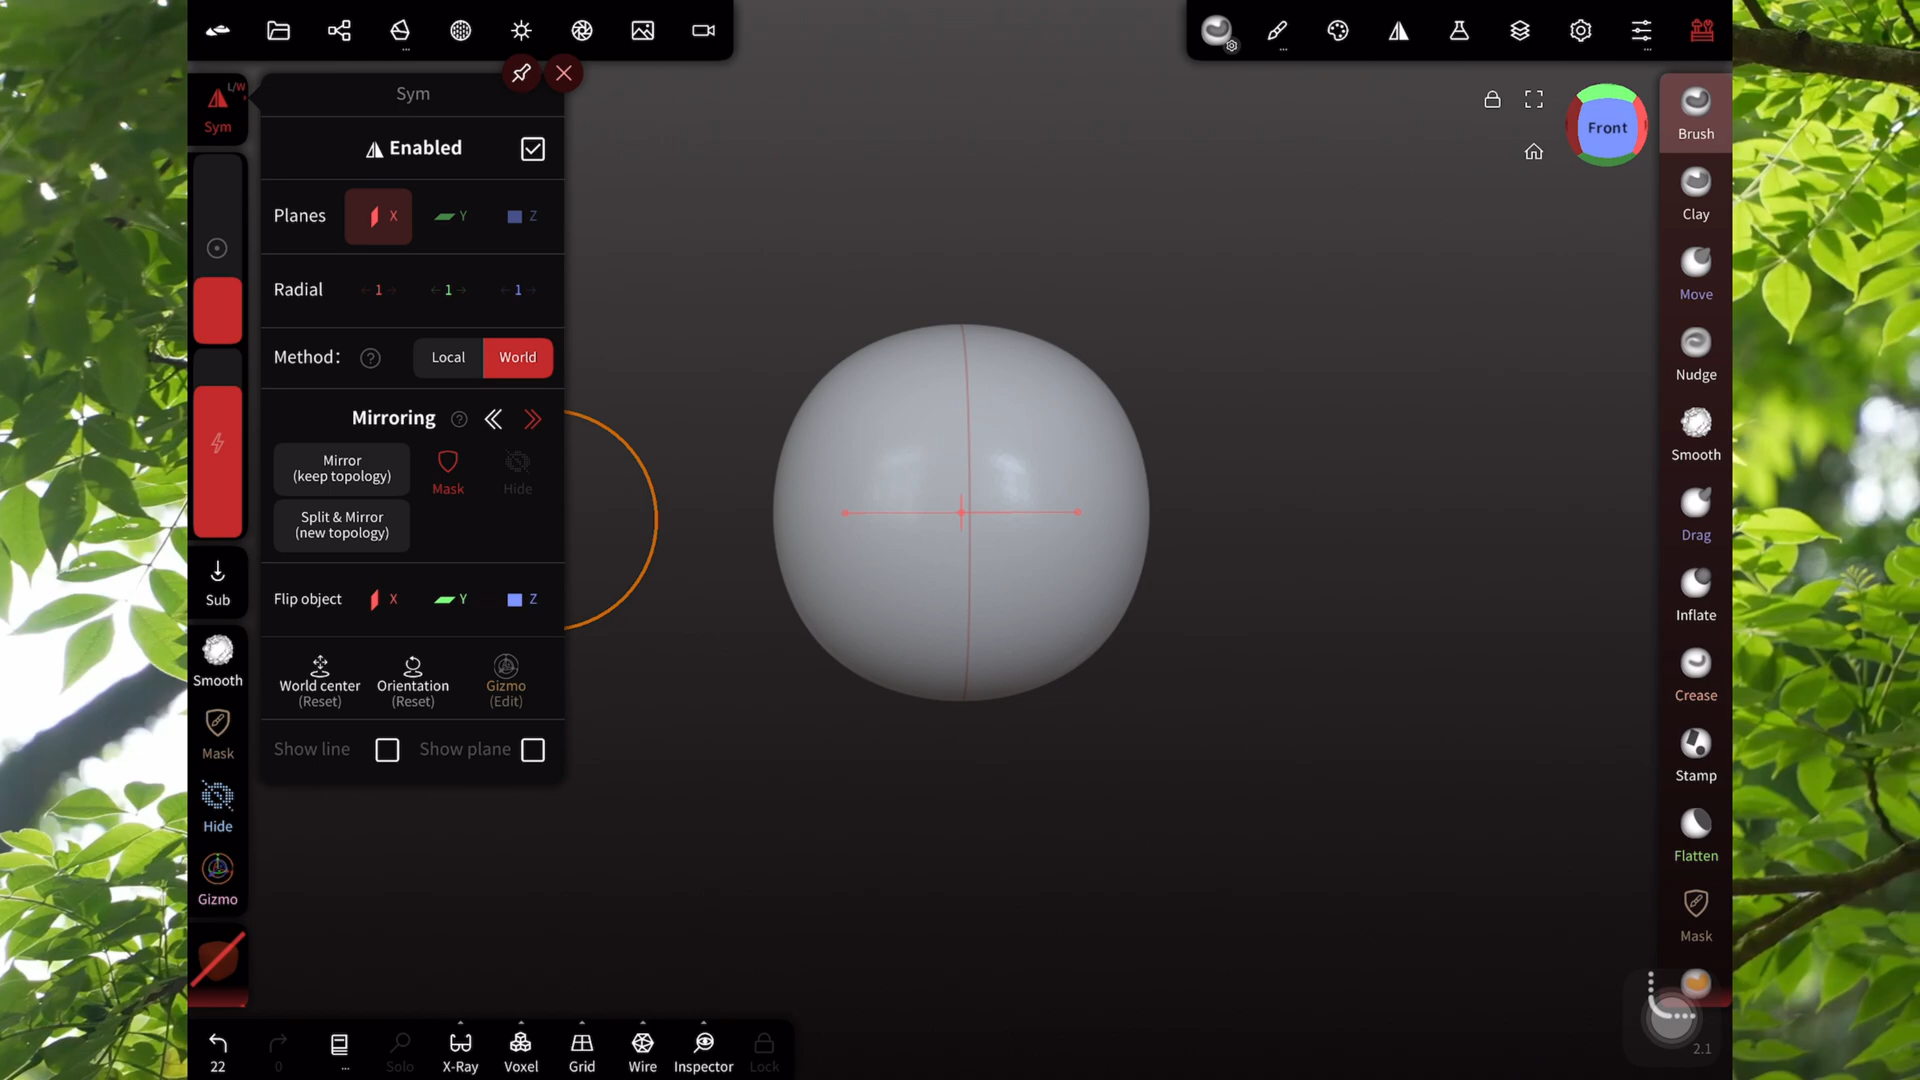 L/W
Sym
Sym
Enabled
Planes X Y Z
Radial 1 1 1
Method: ? Local World
Mirroring ?
Mirror
(keep topology)
Mask Hide
Split & Mirror
(new topology)
Flip object X Y Z
World center
(Reset)
Orientation
(Reset)
Gizmo
(Edit)
Show line Show plane
Sub
Smooth
Mask
Hide
Gizmo
Front
Brush
Clay
Move
Nudge
Smooth
Drag
Inflate
Crease
Stamp
Flatten
Mask
2.1
22 0 ... Solo X-Ray Voxel Grid Wire Inspector Lock